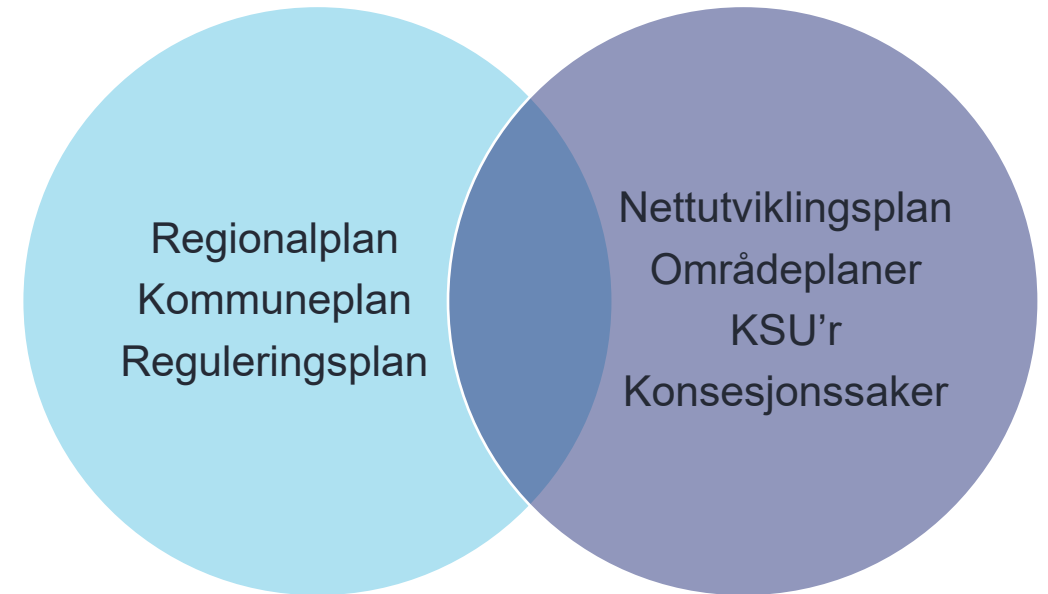 Regionalplan
Kommuneplan
Reguleringsplan
Nettutviklingsplan
Områdeplaner
KSU’r
Konsesjonssaker